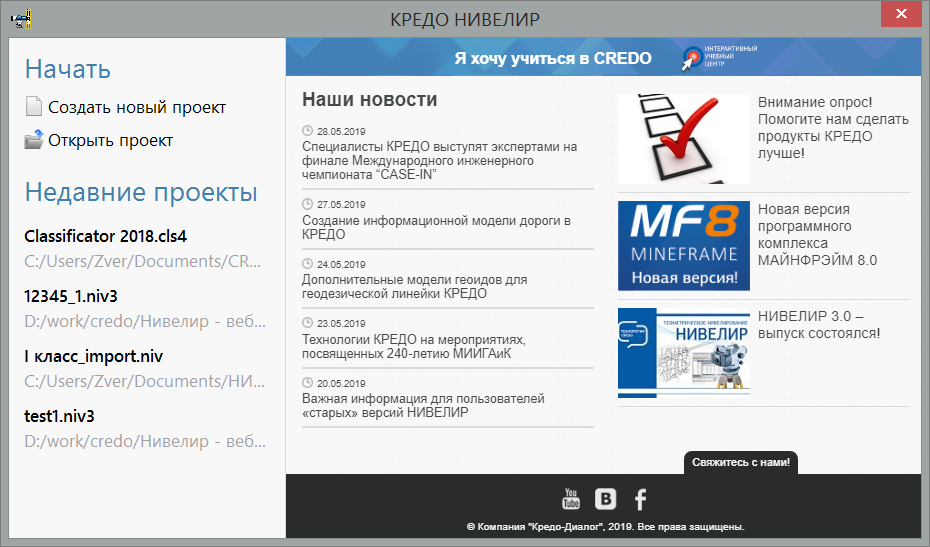 КРЕДО НИВЕЛИР
Начать
Создать новый проект
Открыть проект
Недавние проекты
Classificator 2018.cls4
C:/Users/Zver/Documents/CR...
12345_1.niv3
D:/work/credo/Нивелир - веб...
I класс_import.niv
C:/Users/Zver/Documents/НИ...
test1.niv3
D:/work/credo/Нивелир - веб...
Я хочу учиться в CREDO
ИНТЕРАКТИВНЫЙ
УЧЕБНЫЙ
ЦЕНТР
Наши новости
28.05.2019
Специалисты КРЕДО выступят экспертами на
финале Международного инженерного
чемпионата “CASE-IN”
27.05.2019
Создание информационной модели дороги в
КРЕДО
24.05.2019
Дополнительные модели геоидов для
геодезической линейки КРЕДО
23.05.2019
Технологии КРЕДО на мероприятиях,
посвященных 240-летию МИИГАиК
20.05.2019
Важная информация для пользователей
«старых» версий НИВЕЛИР
Внимание опрос!
Помогите нам сделать
продукты КРЕДО
лучше!
MF8
MINEFRAME
Новая версия!
Новая версия
программного
комплекса
МАЙНФРЭЙМ 8.0
ТЕХНОЛОГИИ
CREDO
ГЕОМЕТРИЧЕСКОЕ НИВЕЛИРОВАНИЕ
НИВЕЛИР
НИВЕЛИР 3.0 –
выпуск состоялся!
Свяжитесь с нами!
You
Tube
B
f
© Компания "Кредо-Диалог", 2019. Все права защищены.